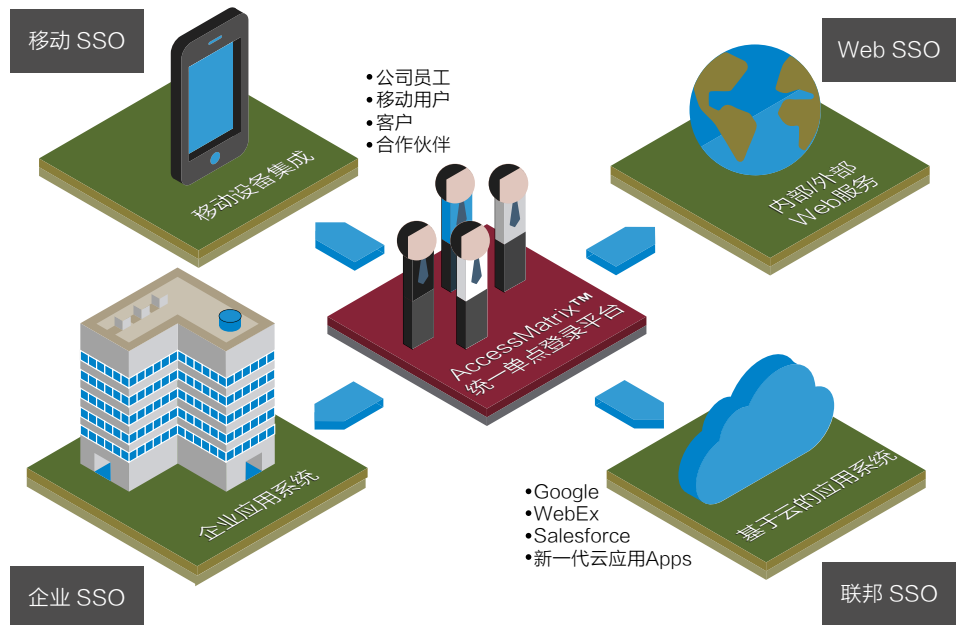 移动 SSO
Web SSO
•公司员工
•移动用户
•客户
•合作伙伴
移动设备集成
内部/外部
Web服务
AccessMatrix™
统一单点登录平台
企业应用系统
基于云的应用系统
•Google
•WebEx
•Salesforce
•新一代云应用Apps
企业 SSO
联邦 SSO